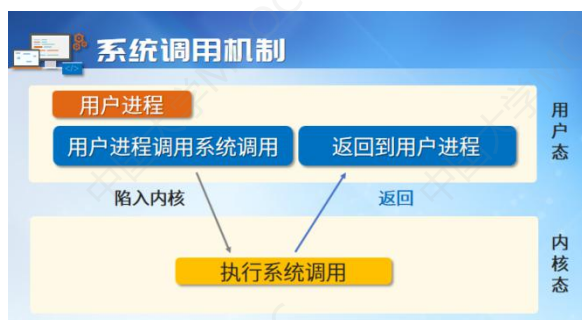 系统调用机制
用户进程
用户进程调用系统调用
返回到用户进程
用户态
陷入内核
返回
执行系统调用
内核态